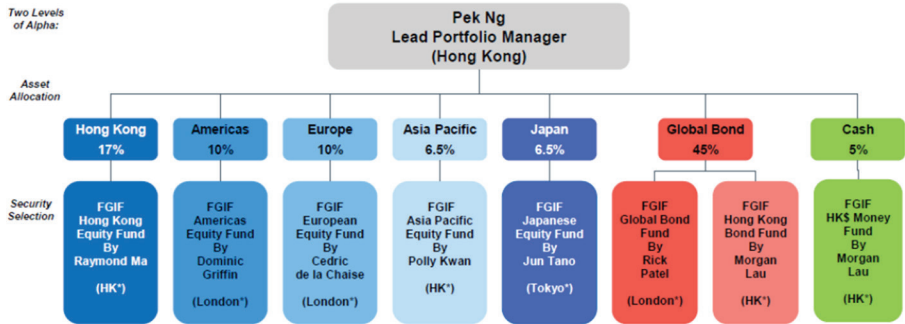 Two Levels
of Alpha:
Pek Ng
Lead Portfolio Manager
(Hong Kong)
Asset
Allocation
Hong Kong
17%
Americas
10%
Europe
10%
Asia Pacific
6.5%
Japan
6.5%
Global Bond
45%
Cash
5%
Security
Selection
FGIF
Hong Kong
Equity Fund
By
Raymond Ma
(HK*)
FGIF
Americas
Equity Fund
By
Dominic
Griffin
(London*)
FGIF
European
Equity Fund
By
Cedric
de la Chaise
(London*)
FGIF
Asia Pacific
Equity Fund
By
Polly Kwan
(HK*)
FGIF
Japanese
Equity Fund
By
Jun Tano
(Tokyo*)
FGIF
Global Bond
Fund
By
Rick
Patel
(London*)
FGIF
Hong Kong
Bond Fund
By
Morgan
Lau
(HK*)
FGIF
HK$ Money
Fund
By
Morgan
Lau
(HK*)